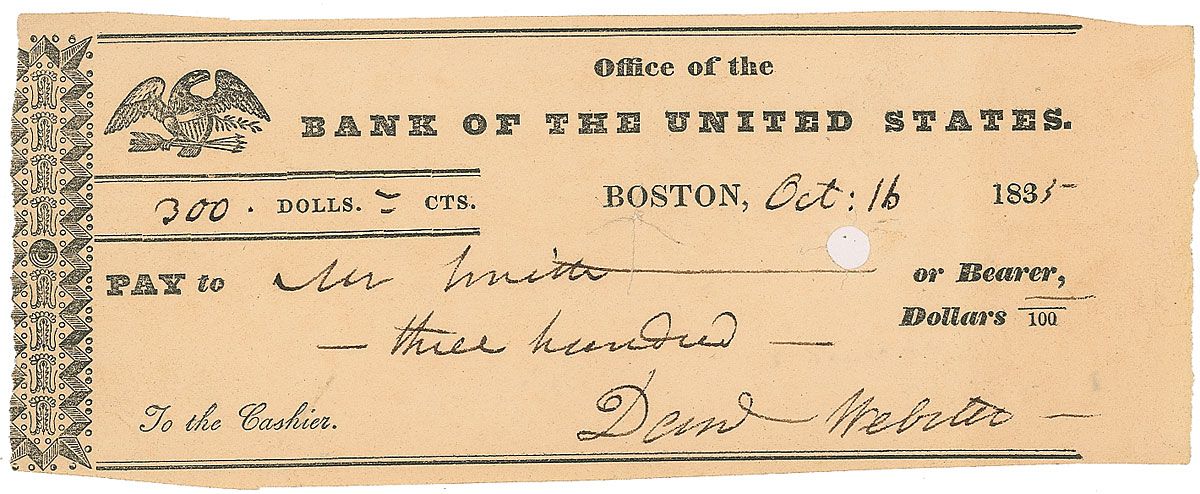 Office of the
BANK OF THE UNITED STATES.
300 . DOLLS. = CTS.
BOSTON, Oct: 16 1835
PAY to Mr Smith or Bearer,
Dollars /100
— three hundred —
Danl Webster —
To the Cashier.